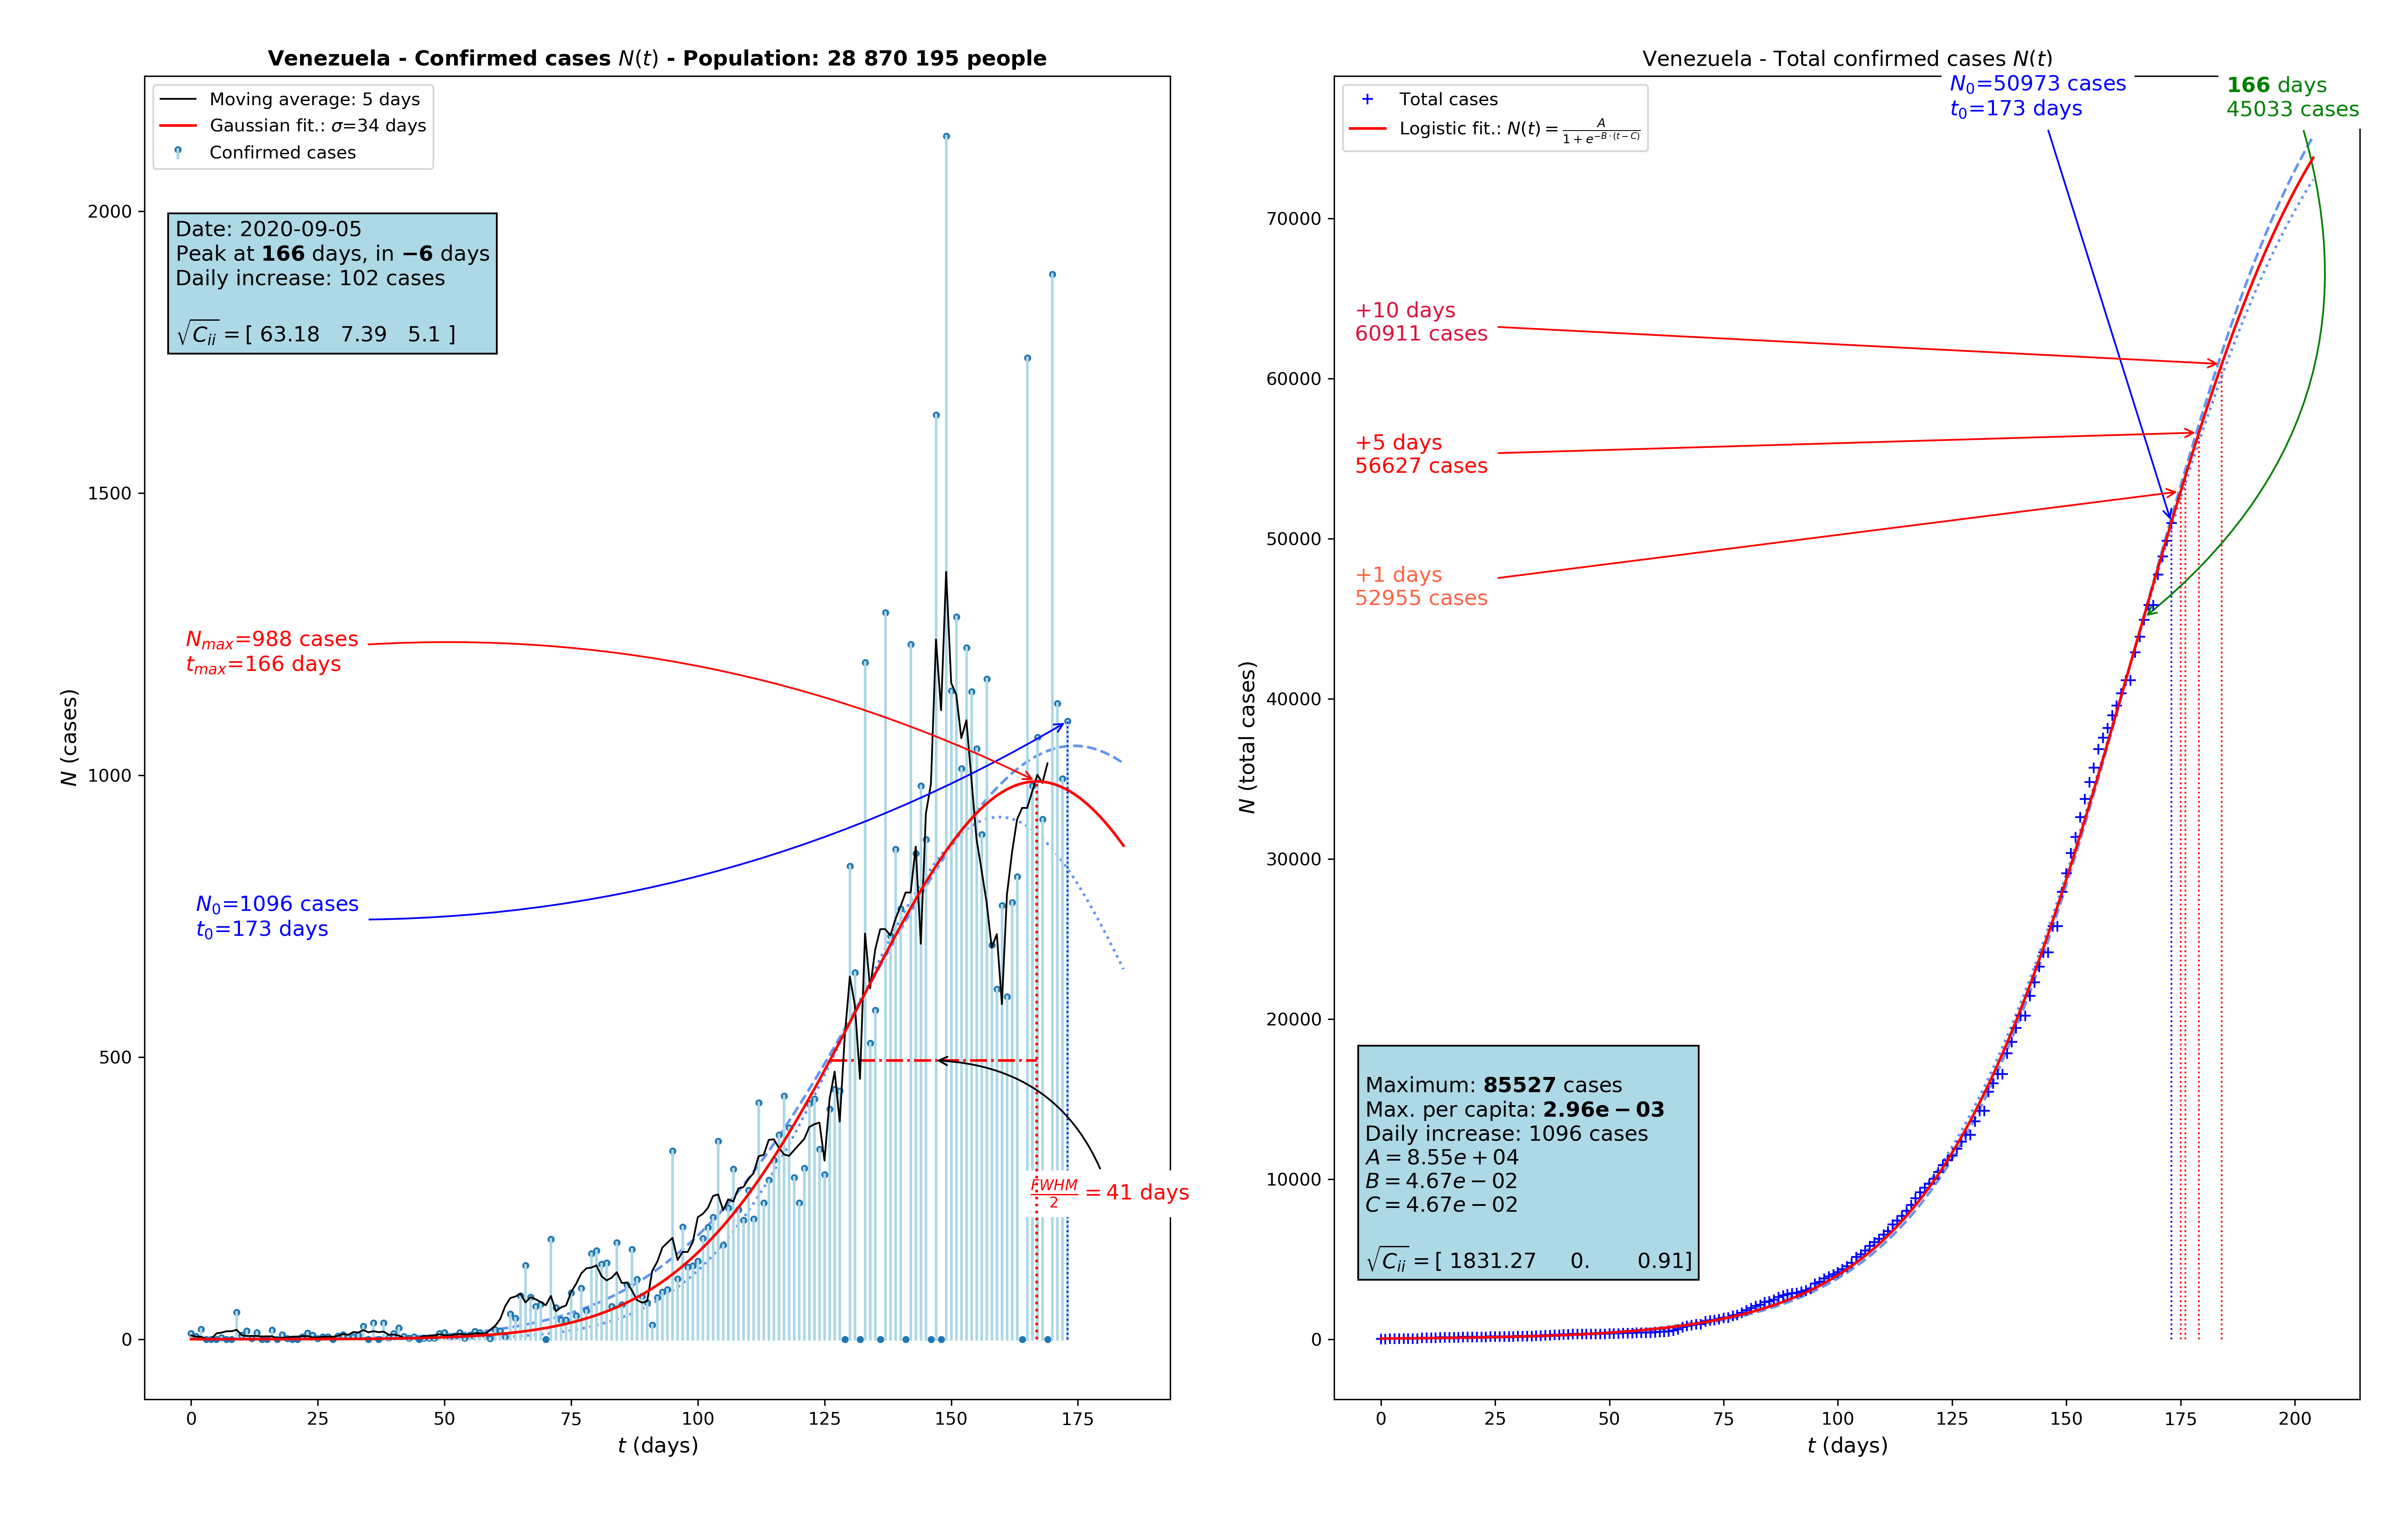 Venezuela - Confirmed cases N(t) - Population: 28 870 195 people
Moving average: 5 days
Gaussian fit.: σ=34 days
Confirmed cases
Date: 2020-09-05
Peak at 166 days, in −6 days
Daily increase: 102 cases
√C_ii = [ 63.18 7.39 5.1 ]
N_max=988 cases
t_max=166 days
N_0=1096 cases
t_0=173 days
FWHM/2 = 41 days
2000
1500
1000
500
0
N (cases)
0 25 50 75 100 125 150 175
t (days)
Venezuela - Total confirmed cases N(t)
Total cases
Logistic fit.: N(t) = A/(1 + e^{−B·(t−C)})
N_0=50973 cases
t_0=173 days
166 days
45033 cases
+10 days
60911 cases
+5 days
56627 cases
+1 days
52955 cases
Maximum: 85527 cases
Max. per capita: 2.96e − 03
Daily increase: 1096 cases
A = 8.55e + 04
B = 4.67e − 02
C = 4.67e − 02
√C_ii = [ 1831.27 0. 0.91]
70000
60000
50000
40000
30000
20000
10000
0
N (total cases)
0 25 50 75 100 125 150 175 200
t (days)